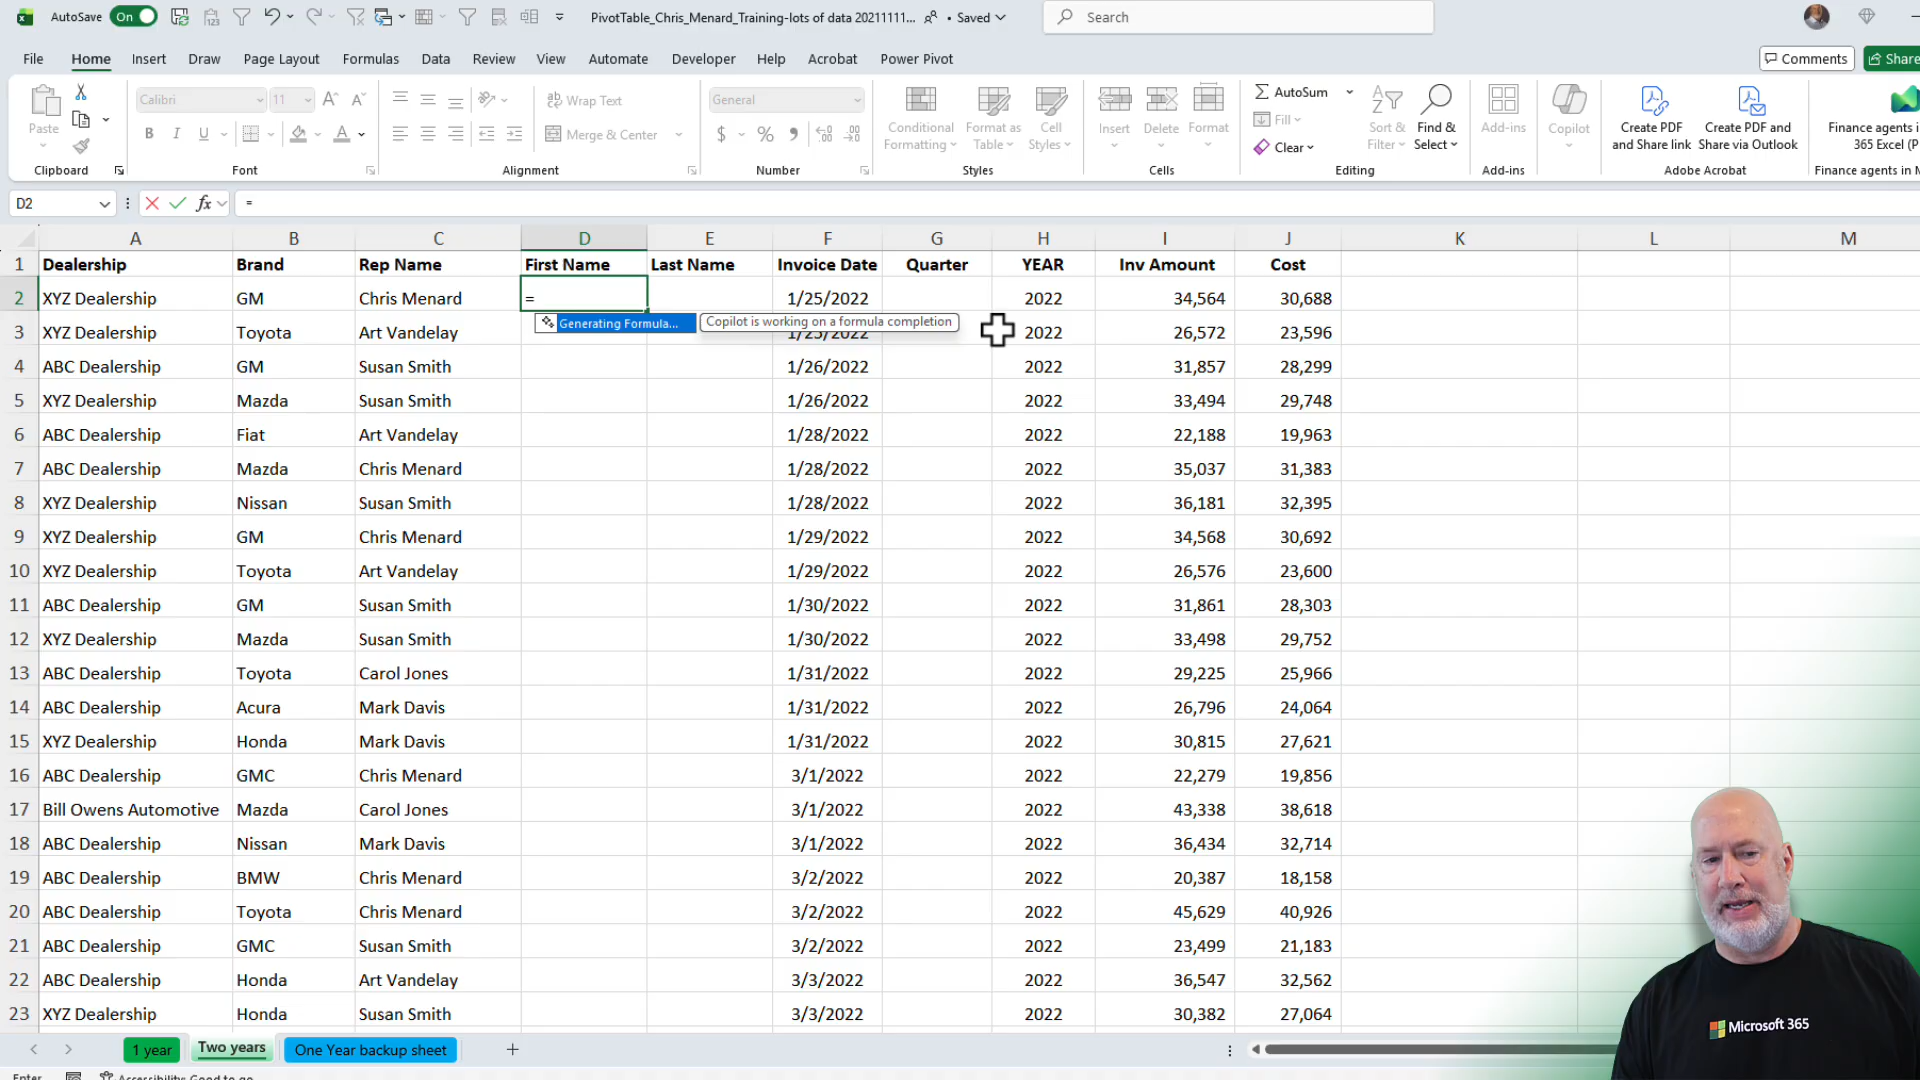 AutoSave On PivotTable_Chris_Menard_Training-lots of data 20211111... • Saved Search
File Home Insert Draw Page Layout Formulas Data Review View Automate Developer Help Acrobat Power Pivot Comments Share
Paste Calibri 11 Wrap Text General Conditional Formatting Format as Table Cell Styles Insert Delete Format AutoSum Sort & Filter Find & Select Add-ins Copilot Create PDF and Share link Create PDF and Share via Outlook Finance agents i 365 Excel (P
B I U A Merge & Center $ % Fill Clear
Clipboard Font Alignment Number Styles Cells Editing Add-ins Adobe Acrobat Finance agents in M
D2 fx =
A B C D E F G H I J K L M
1 Dealership Brand Rep Name First Name Last Name Invoice Date Quarter YEAR Inv Amount Cost
2 XYZ Dealership GM Chris Menard = 1/25/2022 2022 34,564 30,688
Generating Formula... Copilot is working on a formula completion
3 XYZ Dealership Toyota Art Vandelay 1/25/2022 2022 26,572 23,596
4 ABC Dealership GM Susan Smith 1/26/2022 2022 31,857 28,299
5 XYZ Dealership Mazda Susan Smith 1/26/2022 2022 33,494 29,748
6 ABC Dealership Fiat Art Vandelay 1/28/2022 2022 22,188 19,963
7 ABC Dealership Mazda Chris Menard 1/28/2022 2022 35,037 31,383
8 XYZ Dealership Nissan Susan Smith 1/28/2022 2022 36,181 32,395
9 XYZ Dealership GM Chris Menard 1/29/2022 2022 34,568 30,692
10 XYZ Dealership Toyota Art Vandelay 1/29/2022 2022 26,576 23,600
11 ABC Dealership GM Susan Smith 1/30/2022 2022 31,861 28,303
12 XYZ Dealership Mazda Susan Smith 1/30/2022 2022 33,498 29,752
13 ABC Dealership Toyota Carol Jones 1/31/2022 2022 29,225 25,966
14 ABC Dealership Acura Mark Davis 1/31/2022 2022 26,796 24,064
15 XYZ Dealership Honda Mark Davis 1/31/2022 2022 30,815 27,621
16 ABC Dealership GMC Chris Menard 3/1/2022 2022 22,279 19,856
17 Bill Owens Automotive Mazda Carol Jones 3/1/2022 2022 43,338 38,618
18 ABC Dealership Nissan Mark Davis 3/1/2022 2022 36,434 32,714
19 ABC Dealership BMW Chris Menard 3/2/2022 2022 20,387 18,158
20 ABC Dealership Toyota Chris Menard 3/2/2022 2022 45,629 40,926
21 ABC Dealership GMC Susan Smith 3/2/2022 2022 23,499 21,183
22 ABC Dealership Honda Art Vandelay 3/3/2022 2022 36,547 32,562
23 XYZ Dealership Honda Susan Smith 3/3/2022 2022 30,382 27,064
Microsoft 365
1 year Two years One Year backup sheet
Enter Accessibility: Good to go